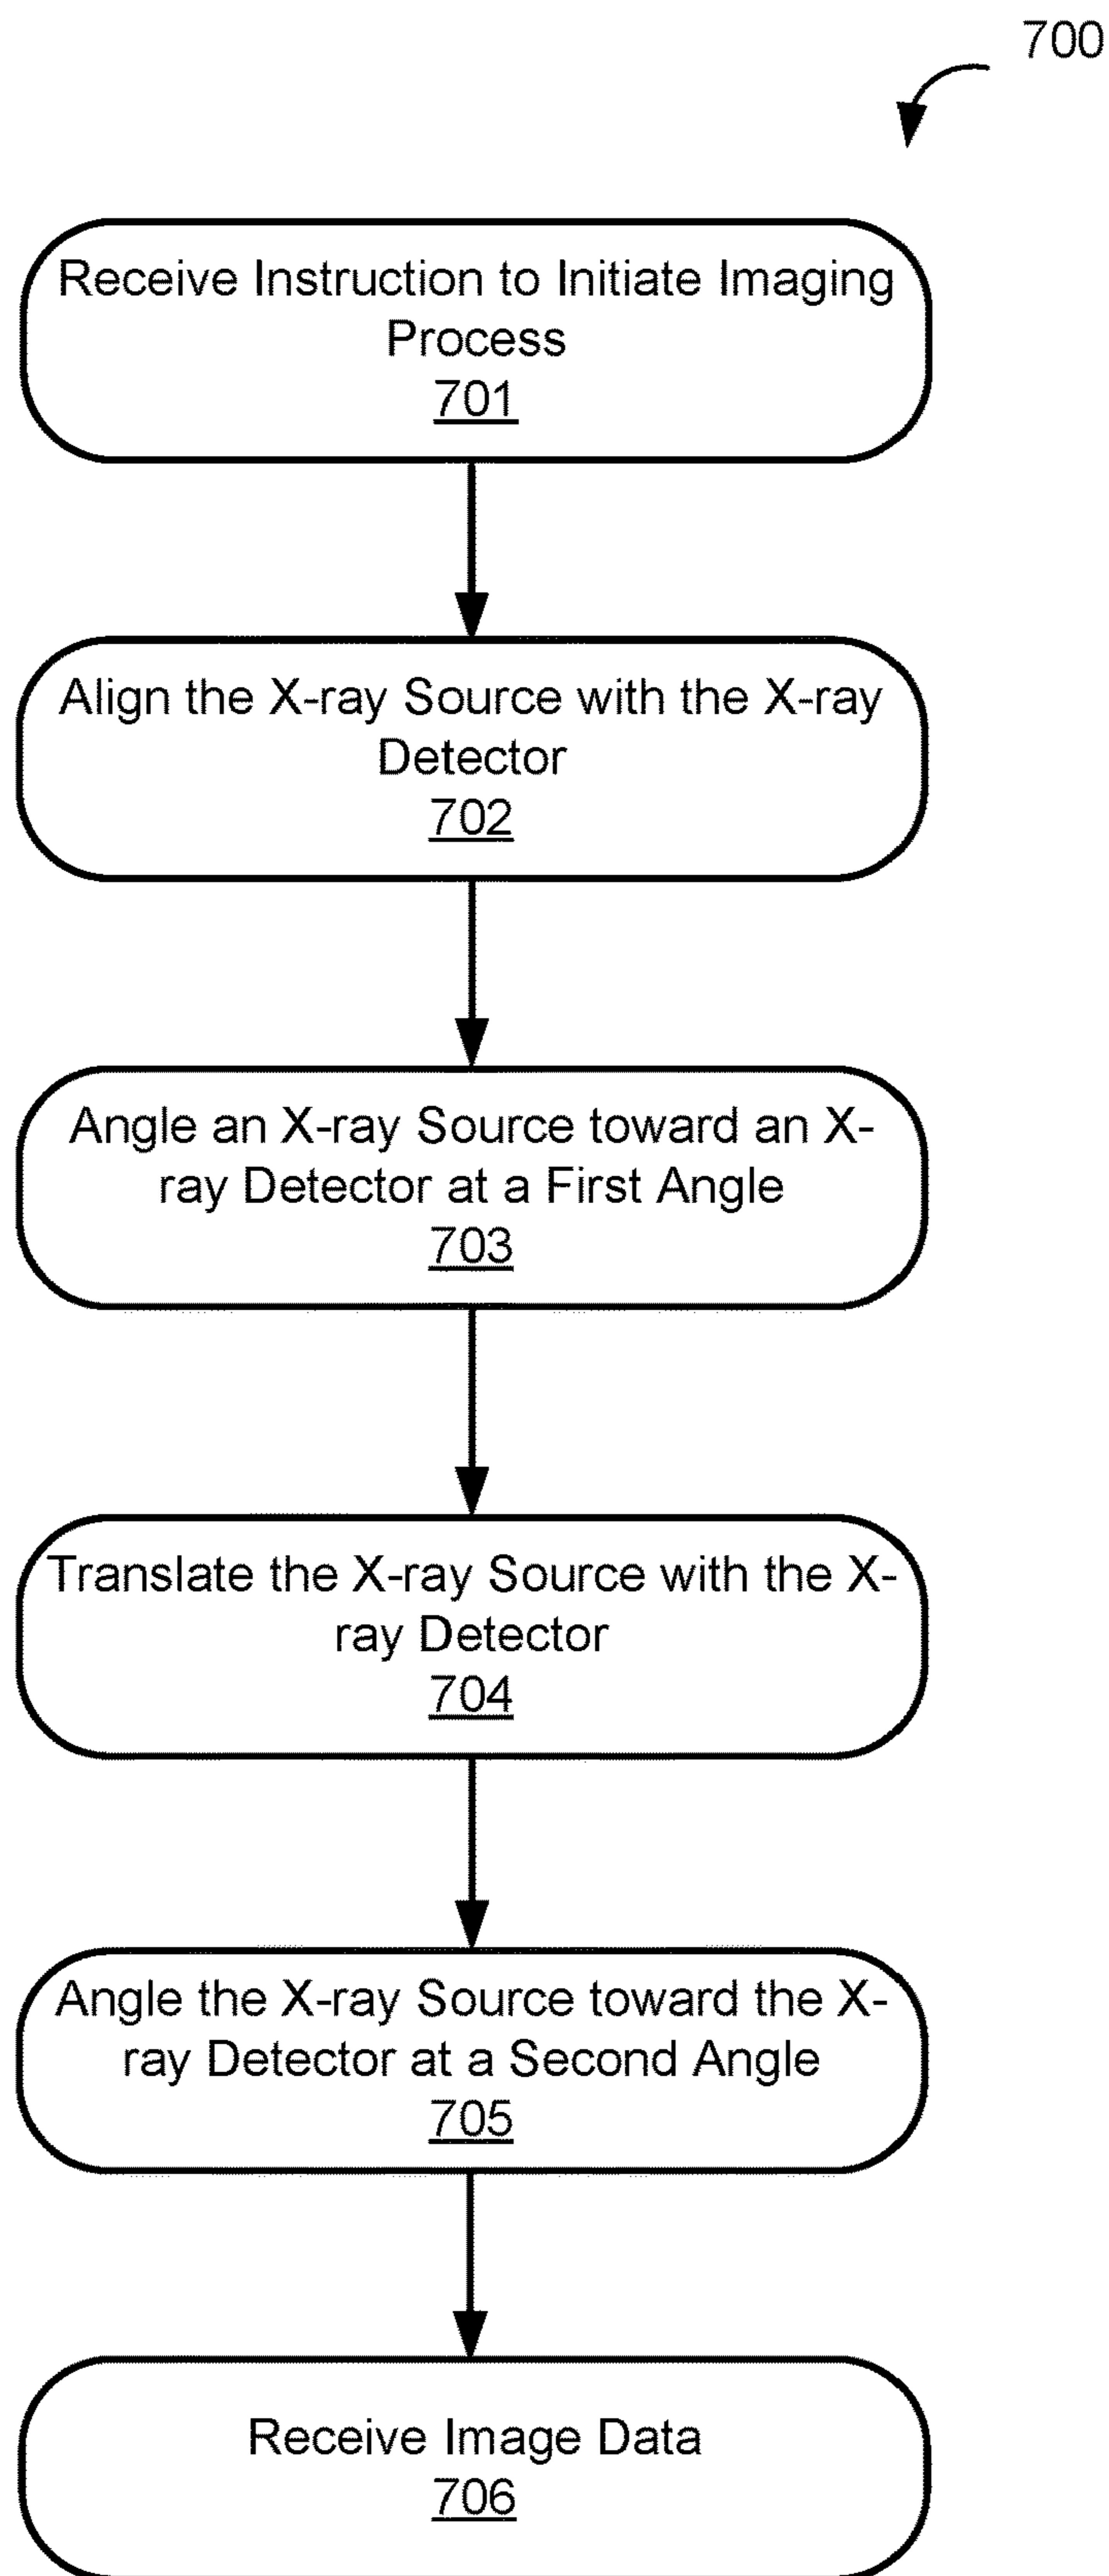 700
Receive Instruction to Initiate Imaging
Process
701
Align the X-ray Source with the X-ray
Detector
702
Angle an X-ray Source toward an X-
ray Detector at a First Angle
703
Translate the X-ray Source with the X-
ray Detector
704
Angle the X-ray Source toward the X-
ray Detector at a Second Angle
705
Receive Image Data
706